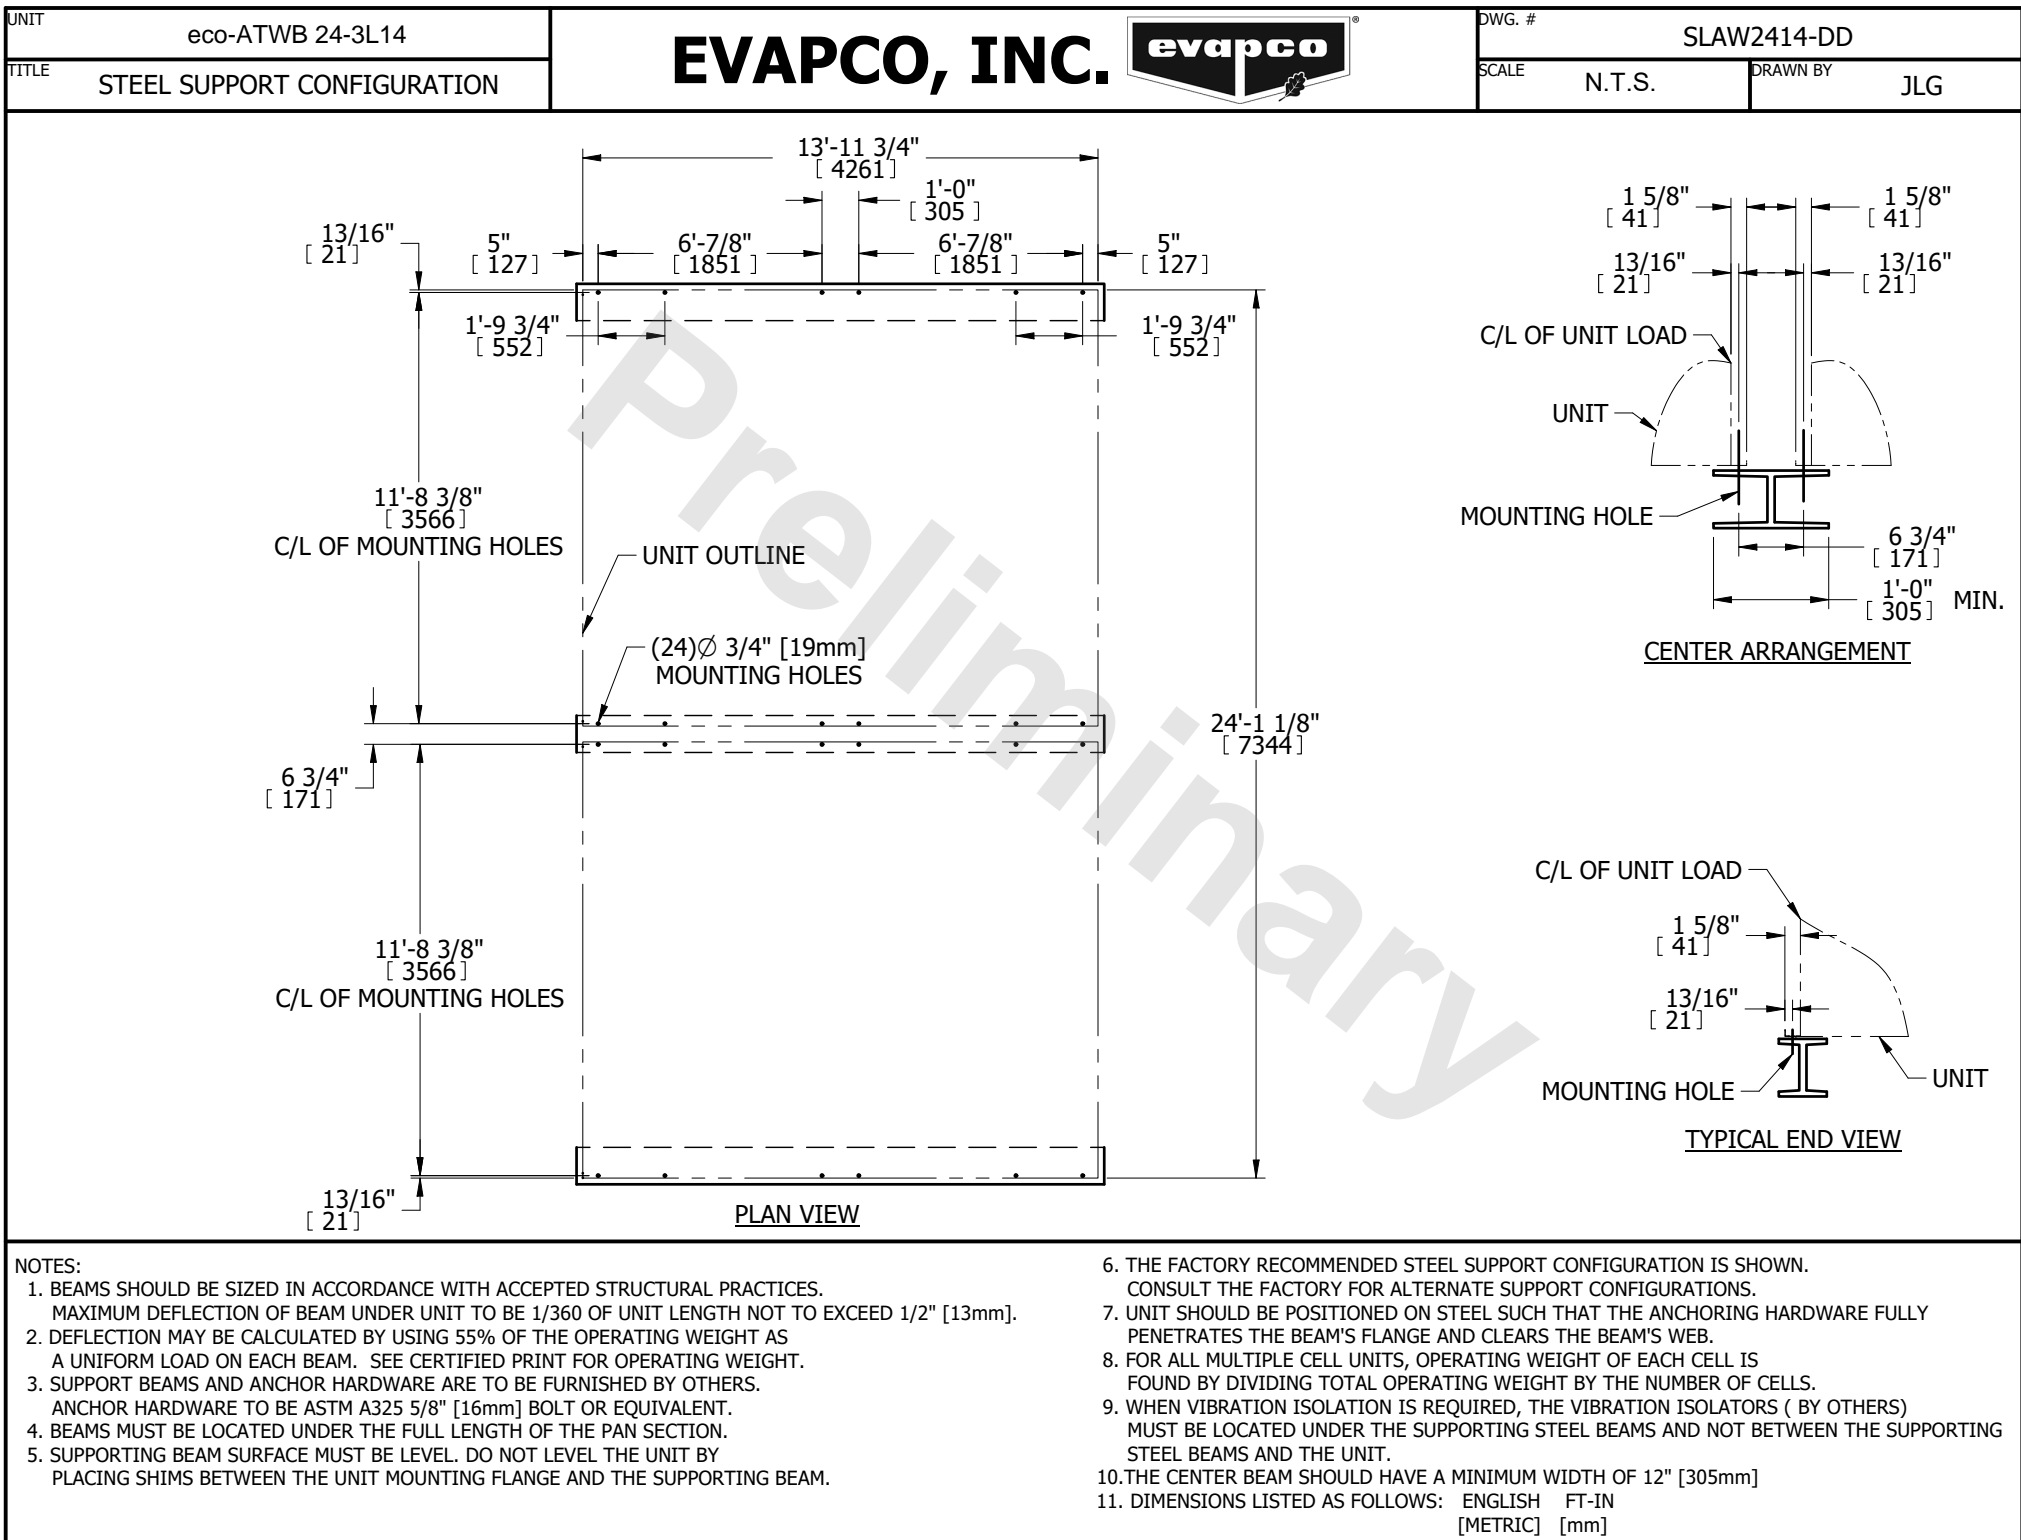 UNIT
eco-ATWB 24-3L14
TITLE
STEEL SUPPORT CONFIGURATION
EVAPCO, INC.
evapco
®
DWG. #
SLAW2414-DD
SCALE
N.T.S.
DRAWN BY
JLG
13'-11 3/4"
[ 4261 ]
1'-0"
[ 305 ]
13/16"
[ 21 ]
5"
[ 127 ]
6'-7/8"
[ 1851 ]
6'-7/8"
[ 1851 ]
5"
[ 127 ]
1'-9 3/4"
[ 552 ]
1'-9 3/4"
[ 552 ]
11'-8 3/8"
[ 3566 ]
C/L OF MOUNTING HOLES
UNIT OUTLINE
(24)Ø 3/4" [19mm]
MOUNTING HOLES
24'-1 1/8"
[ 7344 ]
6 3/4"
[ 171 ]
11'-8 3/8"
[ 3566 ]
C/L OF MOUNTING HOLES
13/16"
[ 21 ]
PLAN VIEW
Preliminary
1 5/8"
[ 41 ]
1 5/8"
[ 41 ]
13/16"
[ 21 ]
13/16"
[ 21 ]
C/L OF UNIT LOAD
UNIT
MOUNTING HOLE
6 3/4"
[ 171 ]
1'-0"
[ 305 ] MIN.
CENTER ARRANGEMENT
C/L OF UNIT LOAD
1 5/8"
[ 41 ]
13/16"
[ 21 ]
MOUNTING HOLE
UNIT
TYPICAL END VIEW
NOTES:
1. BEAMS SHOULD BE SIZED IN ACCORDANCE WITH ACCEPTED STRUCTURAL PRACTICES.
MAXIMUM DEFLECTION OF BEAM UNDER UNIT TO BE 1/360 OF UNIT LENGTH NOT TO EXCEED 1/2" [13mm].
2. DEFLECTION MAY BE CALCULATED BY USING 55% OF THE OPERATING WEIGHT AS
A UNIFORM LOAD ON EACH BEAM. SEE CERTIFIED PRINT FOR OPERATING WEIGHT.
3. SUPPORT BEAMS AND ANCHOR HARDWARE ARE TO BE FURNISHED BY OTHERS.
ANCHOR HARDWARE TO BE ASTM A325 5/8" [16mm] BOLT OR EQUIVALENT.
4. BEAMS MUST BE LOCATED UNDER THE FULL LENGTH OF THE PAN SECTION.
5. SUPPORTING BEAM SURFACE MUST BE LEVEL. DO NOT LEVEL THE UNIT BY
PLACING SHIMS BETWEEN THE UNIT MOUNTING FLANGE AND THE SUPPORTING BEAM.
6. THE FACTORY RECOMMENDED STEEL SUPPORT CONFIGURATION IS SHOWN.
CONSULT THE FACTORY FOR ALTERNATE SUPPORT CONFIGURATIONS.
7. UNIT SHOULD BE POSITIONED ON STEEL SUCH THAT THE ANCHORING HARDWARE FULLY
PENETRATES THE BEAM'S FLANGE AND CLEARS THE BEAM'S WEB.
8. FOR ALL MULTIPLE CELL UNITS, OPERATING WEIGHT OF EACH CELL IS
FOUND BY DIVIDING TOTAL OPERATING WEIGHT BY THE NUMBER OF CELLS.
9. WHEN VIBRATION ISOLATION IS REQUIRED, THE VIBRATION ISOLATORS ( BY OTHERS)
MUST BE LOCATED UNDER THE SUPPORTING STEEL BEAMS AND NOT BETWEEN THE SUPPORTING
STEEL BEAMS AND THE UNIT.
10.THE CENTER BEAM SHOULD HAVE A MINIMUM WIDTH OF 12" [305mm]
11. DIMENSIONS LISTED AS FOLLOWS: ENGLISH FT-IN
[METRIC] [mm]